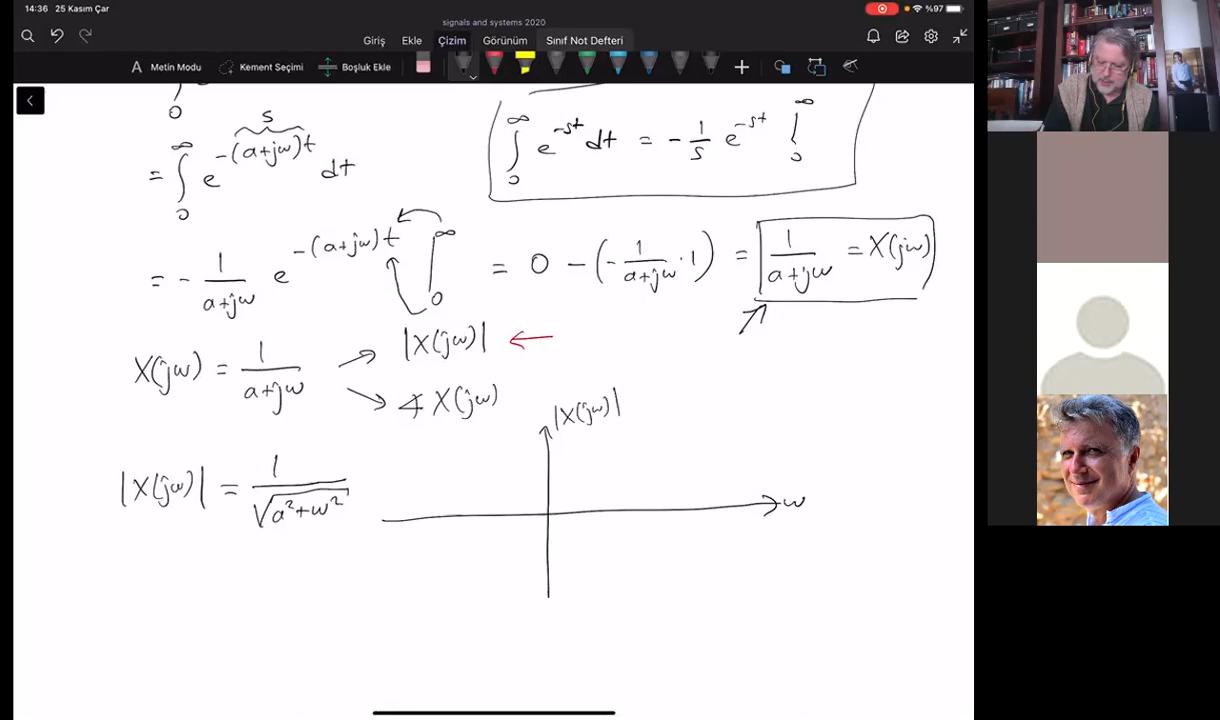 14:36 25 Kasım Çar
%97
signals and systems 2020
Giriş Ekle Çizim Görünüm Sınıf Not Defteri
A Metin Modu Kement Seçimi Boşluk Ekle
0
s
= ∫₀^∞ e^{-(a+jω)t} dt
∫₀^∞ e^{-st} dt = -1/s e^{-st} |₀^∞
= - 1/(a+jω) e^{-(a+jω)t} |₀^∞ = 0 - (-1/(a+jω) · 1) = 1/(a+jω) = X(jω)
X(jω) = 1/(a+jω) → |X(jω)| ←
→ ∡ X(jω)
|X(jω)|
|X(jω)| = 1/√(a²+ω²)
ω